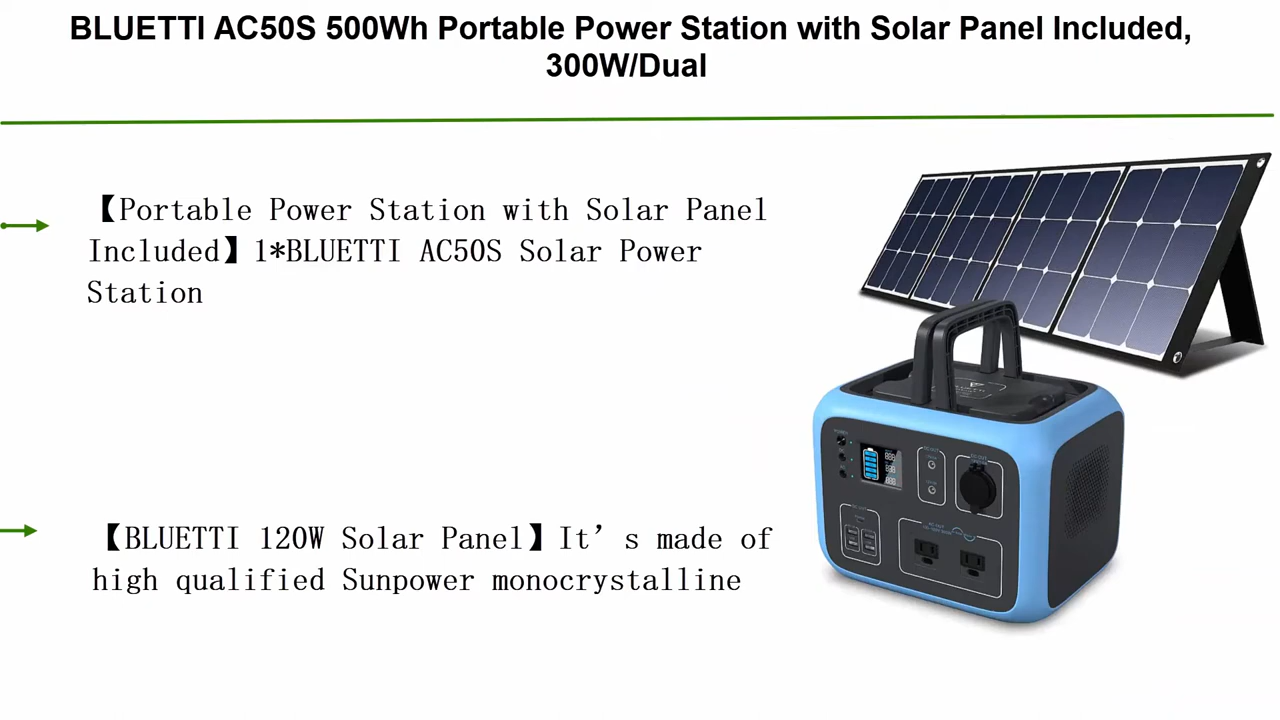 BLUETTI AC50S 500Wh Portable Power Station with Solar Panel Included,
300W/Dual
【Portable Power Station with Solar Panel
Included】1*BLUETTI AC50S Solar Power
Station
【BLUETTI 120W Solar Panel】It’s made of
high qualified Sunpower monocrystalline
POWER